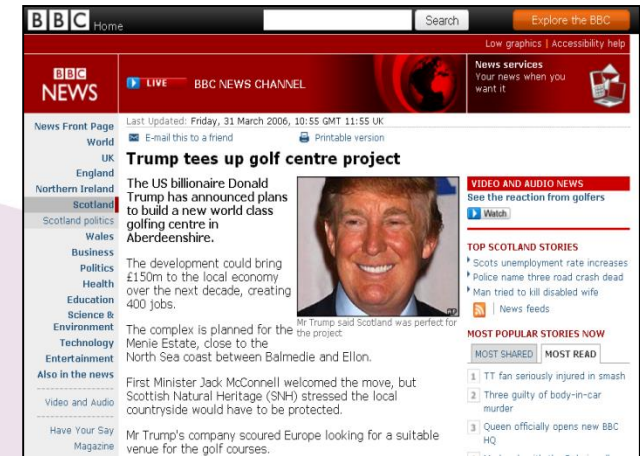 BBC Home
Search
Explore the BBC
Low graphics | Accessibility help
BBC
NEWS
LIVE BBC NEWS CHANNEL
News services
Your news when you
want it
News Front Page
World
UK
England
Northern Ireland
Scotland
Scotland politics
Wales
Business
Politics
Health
Education
Science &
Environment
Technology
Entertainment
Also in the news
Video and Audio
Have Your Say
Magazine
Last Updated: Friday, 31 March 2006, 10:55 GMT 11:55 UK
E-mail this to a friend
Printable version
Trump tees up golf centre project
The US billionaire Donald
Trump has announced plans
to build a new world class
golfing centre in
Aberdeenshire.
The development could bring
£150m to the local economy
over the next decade, creating
400 jobs.
The complex is planned for the
Menie Estate, close to the
North Sea coast between Balmedie and Ellon.
First Minister Jack McConnell welcomed the move, but
Scottish Natural Heritage (SNH) stressed the local
countryside would have to be protected.
Mr Trump's company scoured Europe looking for a suitable
venue for the golf courses.
AP
Mr Trump said Scotland was perfect for
the project
VIDEO AND AUDIO NEWS
See the reaction from golfers
Watch
TOP SCOTLAND STORIES
Scots unemployment rate increases
Police name three road crash dead
Man tried to kill disabled wife
News feeds
MOST POPULAR STORIES NOW
MOST SHARED
MOST READ
1 TT fan seriously injured in smash
2 Three guilty of body-in-car
murder
3 Queen officially opens new BBC
HQ